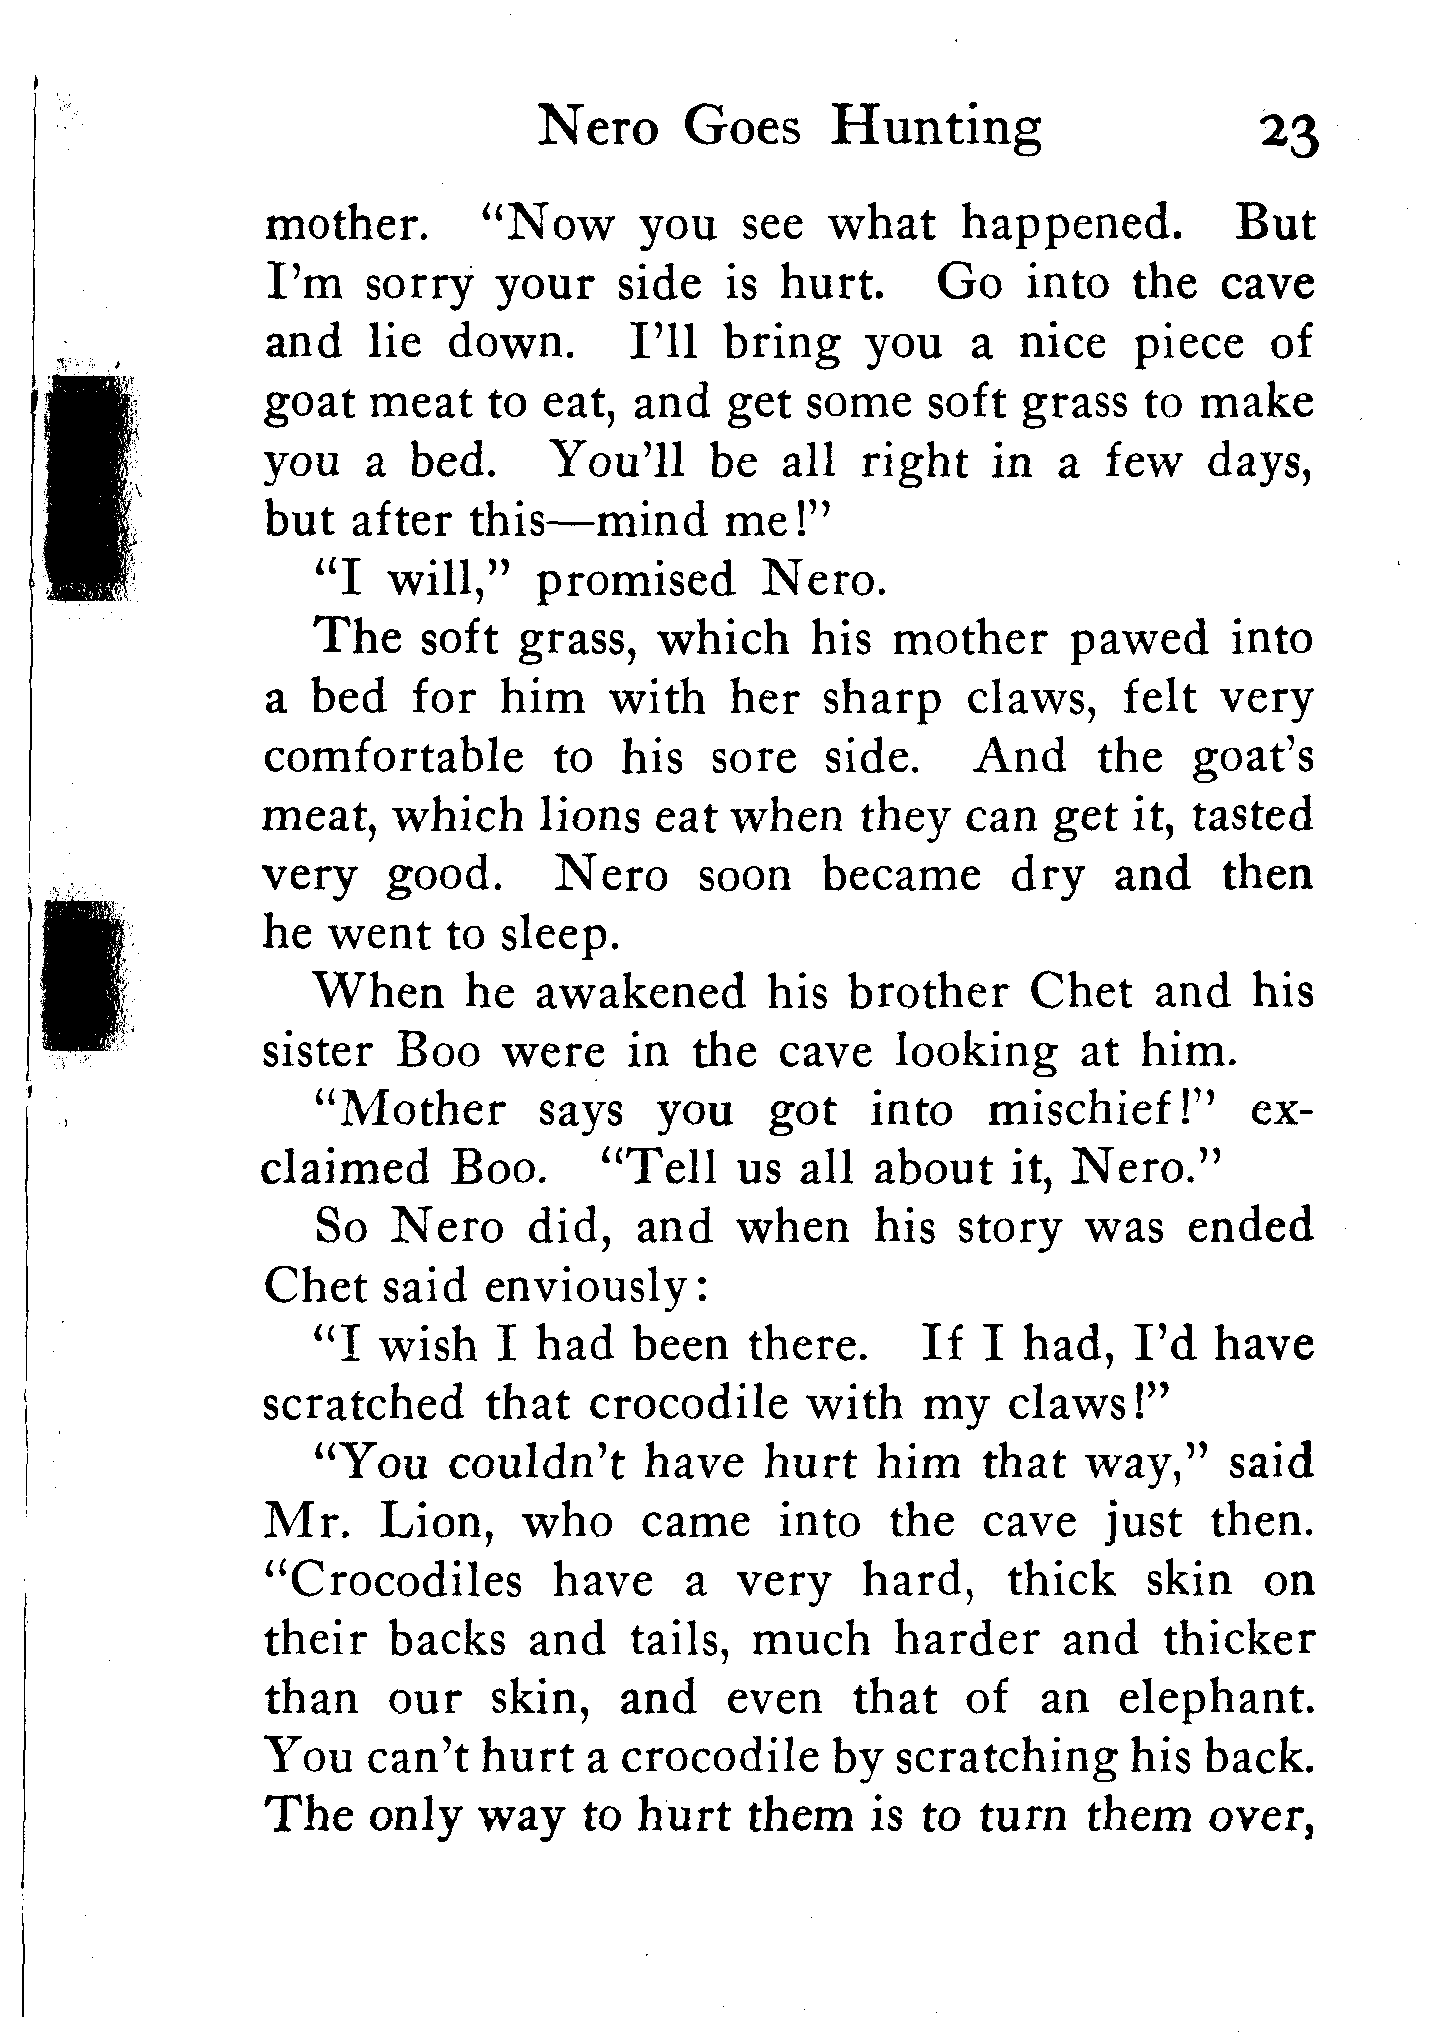 Nero Goes Hunting 23
mother. “Now you see what happened. But
I’m sorry your side is hurt. Go into the cave
and lie down. I’ll bring you a nice piece of
goat meat to eat, and get some soft grass to make
you a bed. You’ll be all right in a few days,
but after this—mind me!”
“I will,” promised Nero.
The soft grass, which his mother pawed into
a bed for him with her sharp claws, felt very
comfortable to his sore side. And the goat’s
meat, which lions eat when they can get it, tasted
very good. Nero soon became dry and then
he went to sleep.
When he awakened his brother Chet and his
sister Boo were in the cave looking at him.
“Mother says you got into mischief!” ex-
claimed Boo. “Tell us all about it, Nero.”
So Nero did, and when his story was ended
Chet said enviously:
“I wish I had been there. If I had, I’d have
scratched that crocodile with my claws!”
“You couldn’t have hurt him that way,” said
Mr. Lion, who came into the cave just then.
“Crocodiles have a very hard, thick skin on
their backs and tails, much harder and thicker
than our skin, and even that of an elephant.
You can’t hurt a crocodile by scratching his back.
The only way to hurt them is to turn them over,